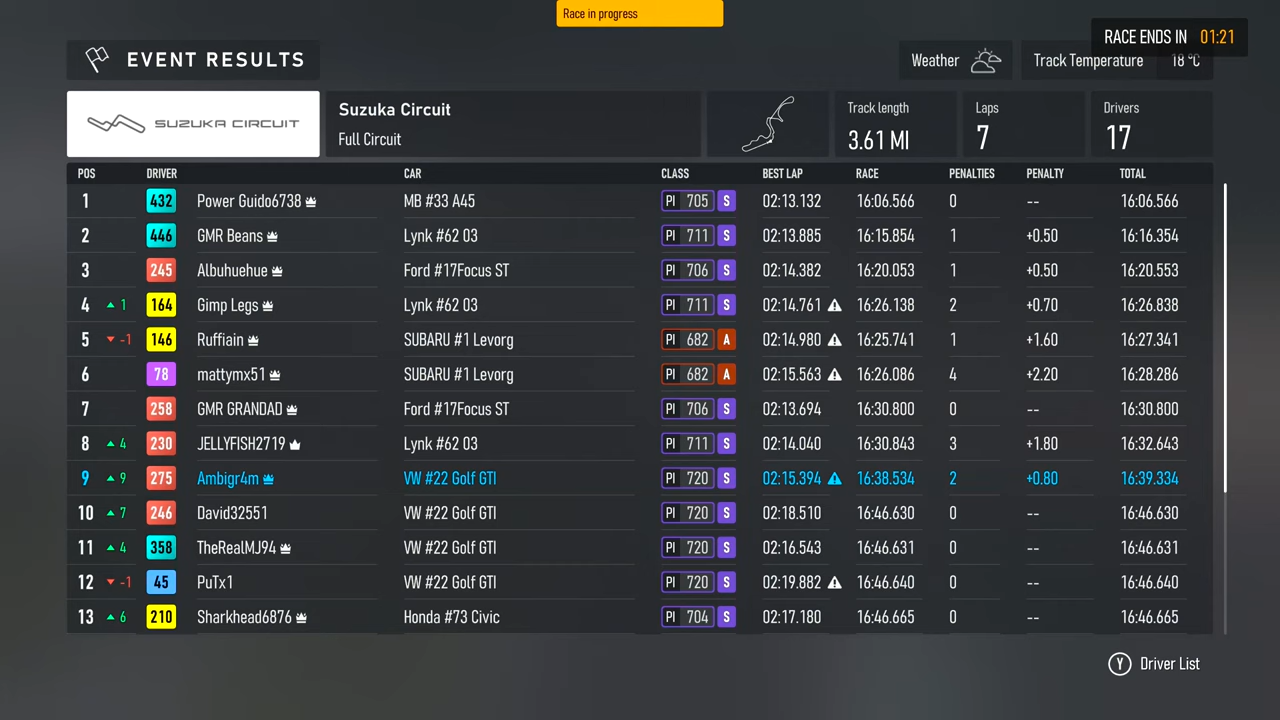 Race in progress
RACE ENDS IN 01:21
EVENT RESULTS
Weather
Track Temperature 18 °C
SUZUKA CIRCUIT
Suzuka Circuit
Full Circuit
Track length
3.61 MI
Laps
7
Drivers
17
POS DRIVER CAR CLASS BEST LAP RACE PENALTIES PENALTY TOTAL
1 432 Power Guido6738 MB #33 A45 PI 705 S 02:13.132 16:06.566 0 -- 16:06.566
2 446 GMR Beans Lynk #62 03 PI 711 S 02:13.885 16:15.854 1 +0.50 16:16.354
3 245 Albuhuehue Ford #17Focus ST PI 706 S 02:14.382 16:20.053 1 +0.50 16:20.553
4 1 164 Gimp Legs Lynk #62 03 PI 711 S 02:14.761 16:26.138 2 +0.70 16:26.838
5 -1 146 Ruffiain SUBARU #1 Levorg PI 682 A 02:14.980 16:25.741 1 +1.60 16:27.341
6 78 mattymx51 SUBARU #1 Levorg PI 682 A 02:15.563 16:26.086 4 +2.20 16:28.286
7 258 GMR GRANDAD Ford #17Focus ST PI 706 S 02:13.694 16:30.800 0 -- 16:30.800
8 4 230 JELLYFISH2719 Lynk #62 03 PI 711 S 02:14.040 16:30.843 3 +1.80 16:32.643
9 9 275 Ambigr4m VW #22 Golf GTI PI 720 S 02:15.394 16:38.534 2 +0.80 16:39.334
10 7 246 David32551 VW #22 Golf GTI PI 720 S 02:18.510 16:46.630 0 -- 16:46.630
11 4 358 TheRealMJ94 VW #22 Golf GTI PI 720 S 02:16.543 16:46.631 0 -- 16:46.631
12 -1 45 PuTx1 VW #22 Golf GTI PI 720 S 02:19.882 16:46.640 0 -- 16:46.640
13 6 210 Sharkhead6876 Honda #73 Civic PI 704 S 02:17.180 16:46.665 0 -- 16:46.665
Y Driver List